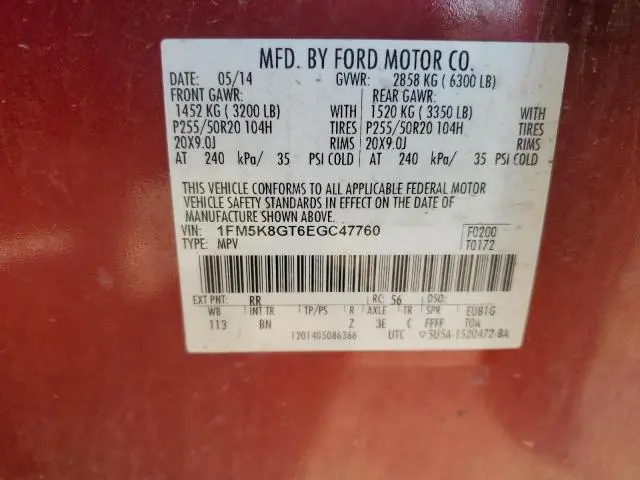 MFD. BY FORD MOTOR CO.
DATE: 05/14 GVWR: 2858 KG ( 6300 LB)
FRONT GAWR: REAR GAWR:
1452 KG ( 3200 LB) WITH 1520 KG ( 3350 LB) WITH
P255/50R20 104H TIRES P255/50R20 104H TIRES
20X9.0J RIMS 20X9.0J RIMS
AT 240 kPa/ 35 PSI COLD AT 240 kPa/ 35 PSI COLD
THIS VEHICLE CONFORMS TO ALL APPLICABLE FEDERAL MOTOR
VEHICLE SAFETY STANDARDS IN EFFECT ON THE DATE OF
MANUFACTURE SHOWN ABOVE.
VIN: 1FM5K8GT6EGC47760 F0200
TYPE: MPV T0172
EXT PNT: RR RC: 56 DSO:
WB INT TR TP/PS R AXLE TR SPR EU81G
113 BN Z 3E C FFFF TOA
1201405086366 UTC ▽5U5A-1520472-BA